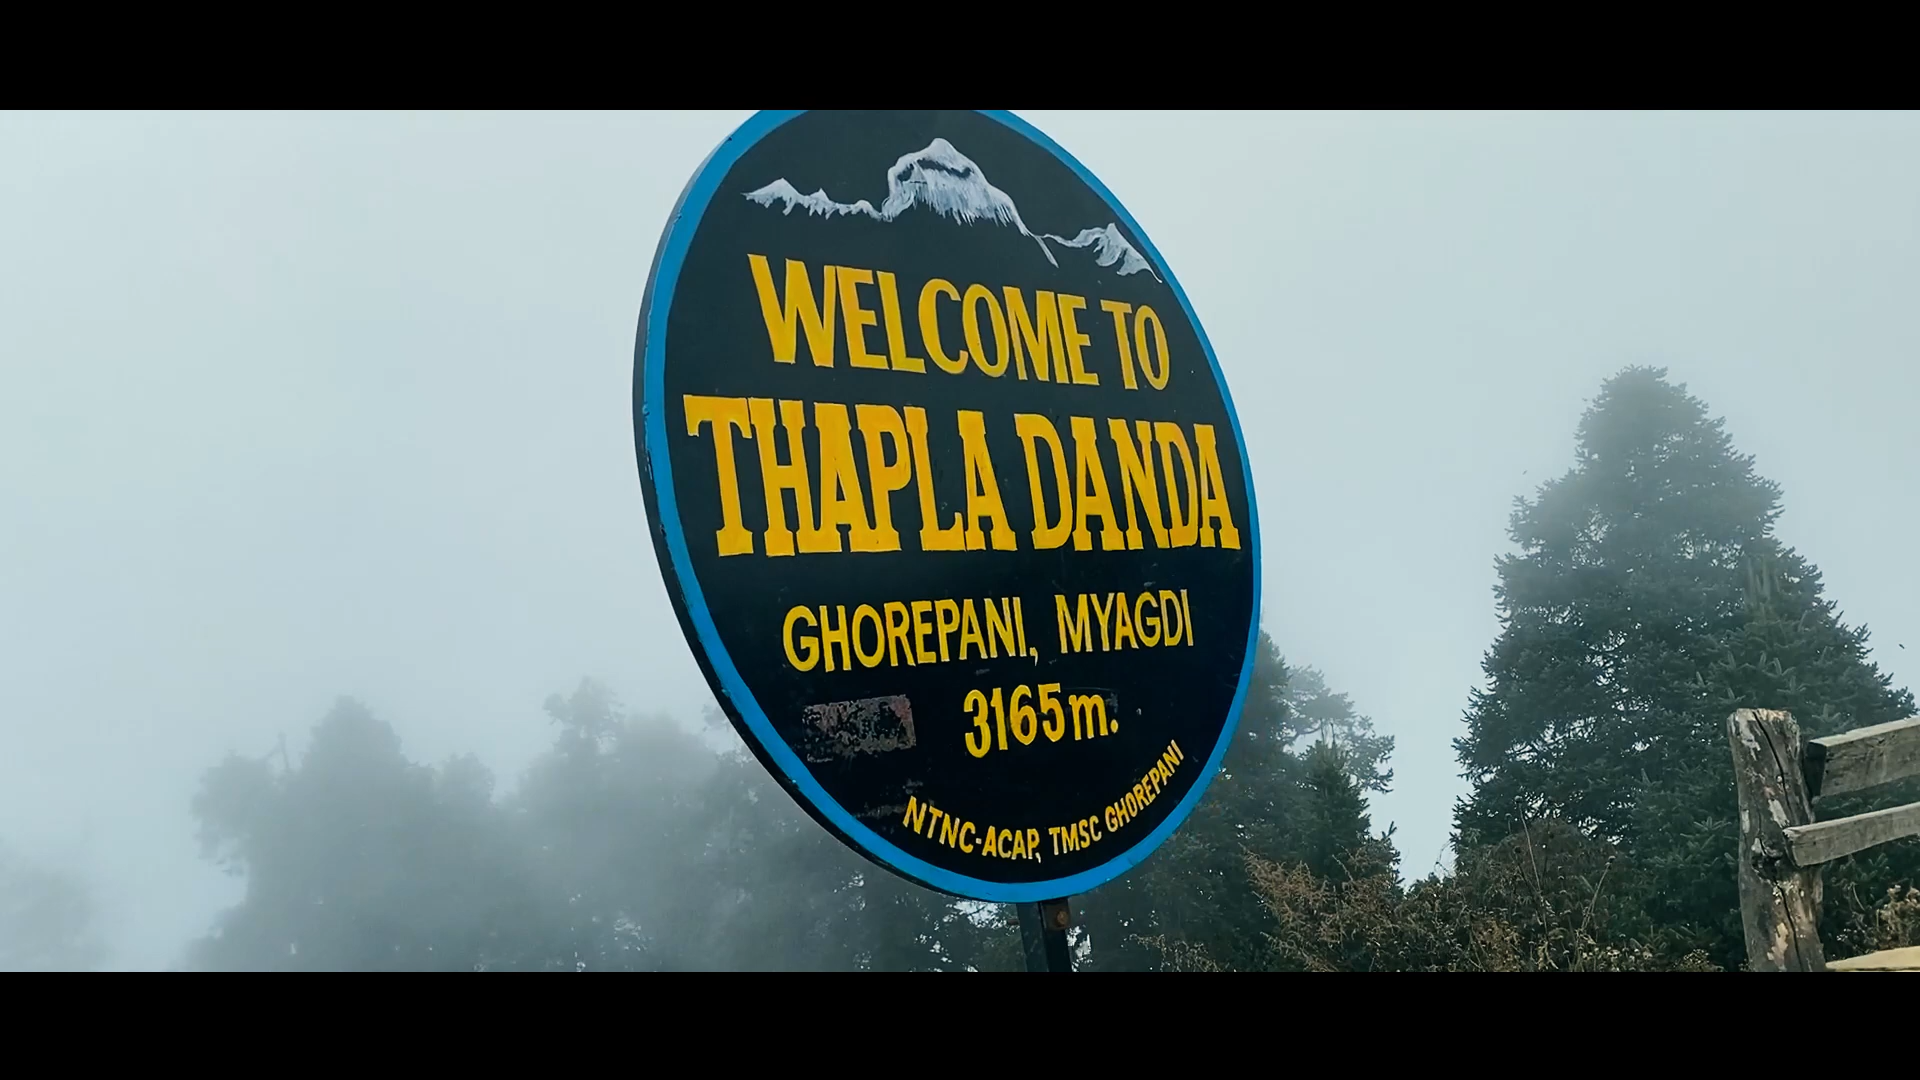 WELCOME TO
THAPLA DANDA
GHOREPANI, MYAGDI
3165m.
NTNC-ACAP, TMSC GHOREPANI